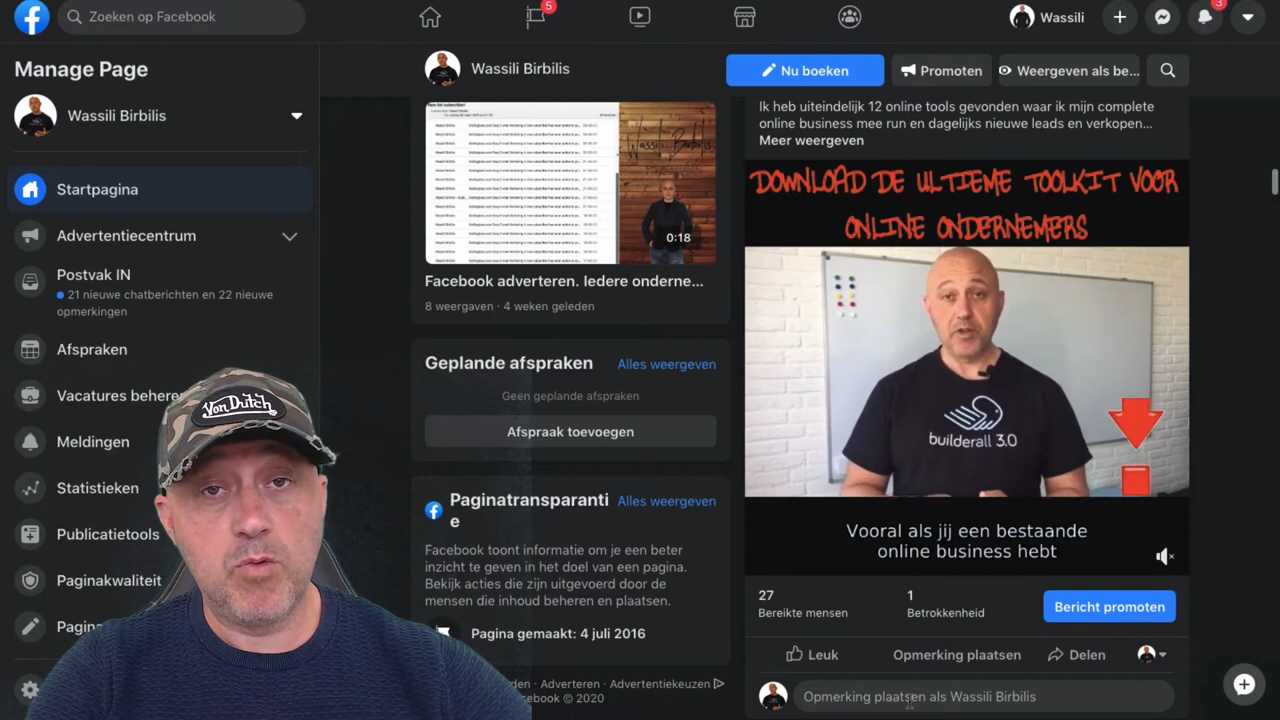 Zoeken op Facebook
5
Wassili
3
Manage Page
Wassili Birbilis
Startpagina
Advertentiecentrum
Postvak IN
21 nieuwe chatberichten en 22 nieuwe
opmerkingen
Afspraken
Vacatures behere
Meldingen
Statistieken
Publicatietools
Paginakwaliteit
Pagi
Von Dutch
Wassili Birbilis
Nu boeken
Promoten
Weergeven als be...
New list subscriber!
Wassili Birbilis
0:18
Facebook adverteren. Iedere onderne...
8 weergaven · 4 weken geleden
Geplande afspraken
Alles weergeven
Geen geplande afspraken
Afspraak toevoegen
Paginatransparanti
e
Alles weergeven
Facebook toont informatie om je een beter
inzicht te geven in het doel van een pagina.
Bekijk acties die zijn uitgevoerd door de
mensen die inhoud beheren en plaatsen.
Pagina gemaakt: 4 juli 2016
den · Adverteren · Advertentiekeuzen
cebook © 2020
Ik heb uiteindelijk 12 online tools gevonden waar ik mijn complete
online business mee run en dagelijks nieuwe leads en verkopen...
Meer weergeven
DOWNLOAD DE ULTIEME TOOLKIT VOOR
ONLINE ONDERNEMERS
builderall 3.0
Vooral als jij een bestaande
online business hebt
27
Bereikte mensen
1
Betrokkenheid
Bericht promoten
Leuk
Opmerking plaatsen
Delen
Opmerking plaatsen als Wassili Birbilis